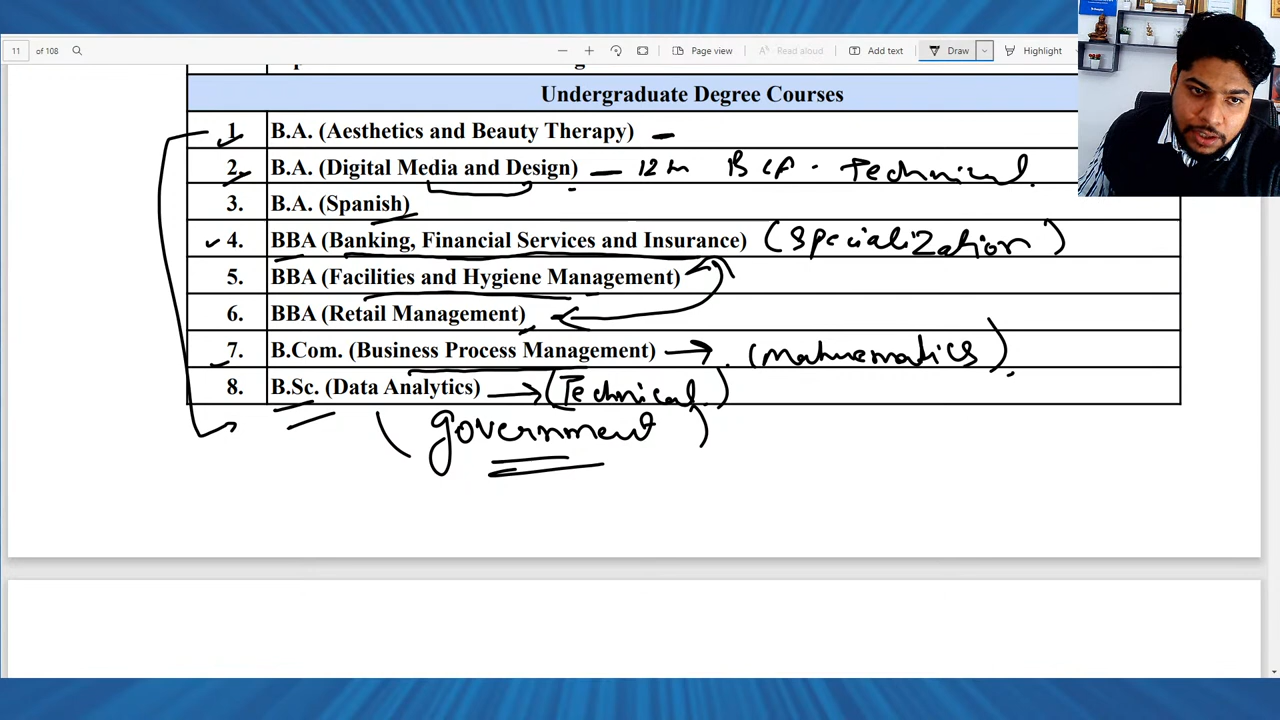 11 of 108
Page view
Read aloud
Add text
Draw
Highlight
Undergraduate Degree Courses
1. B.A. (Aesthetics and Beauty Therapy)
2. B.A. (Digital Media and Design) 12 Technical
3. B.A. (Spanish)
4. BBA (Banking, Financial Services and Insurance) (Specialization)
5. BBA (Facilities and Hygiene Management)
6. BBA (Retail Management)
7. B.Com. (Business Process Management) (Mathematics)
8. B.Sc. (Data Analytics) (Technical)
(government)